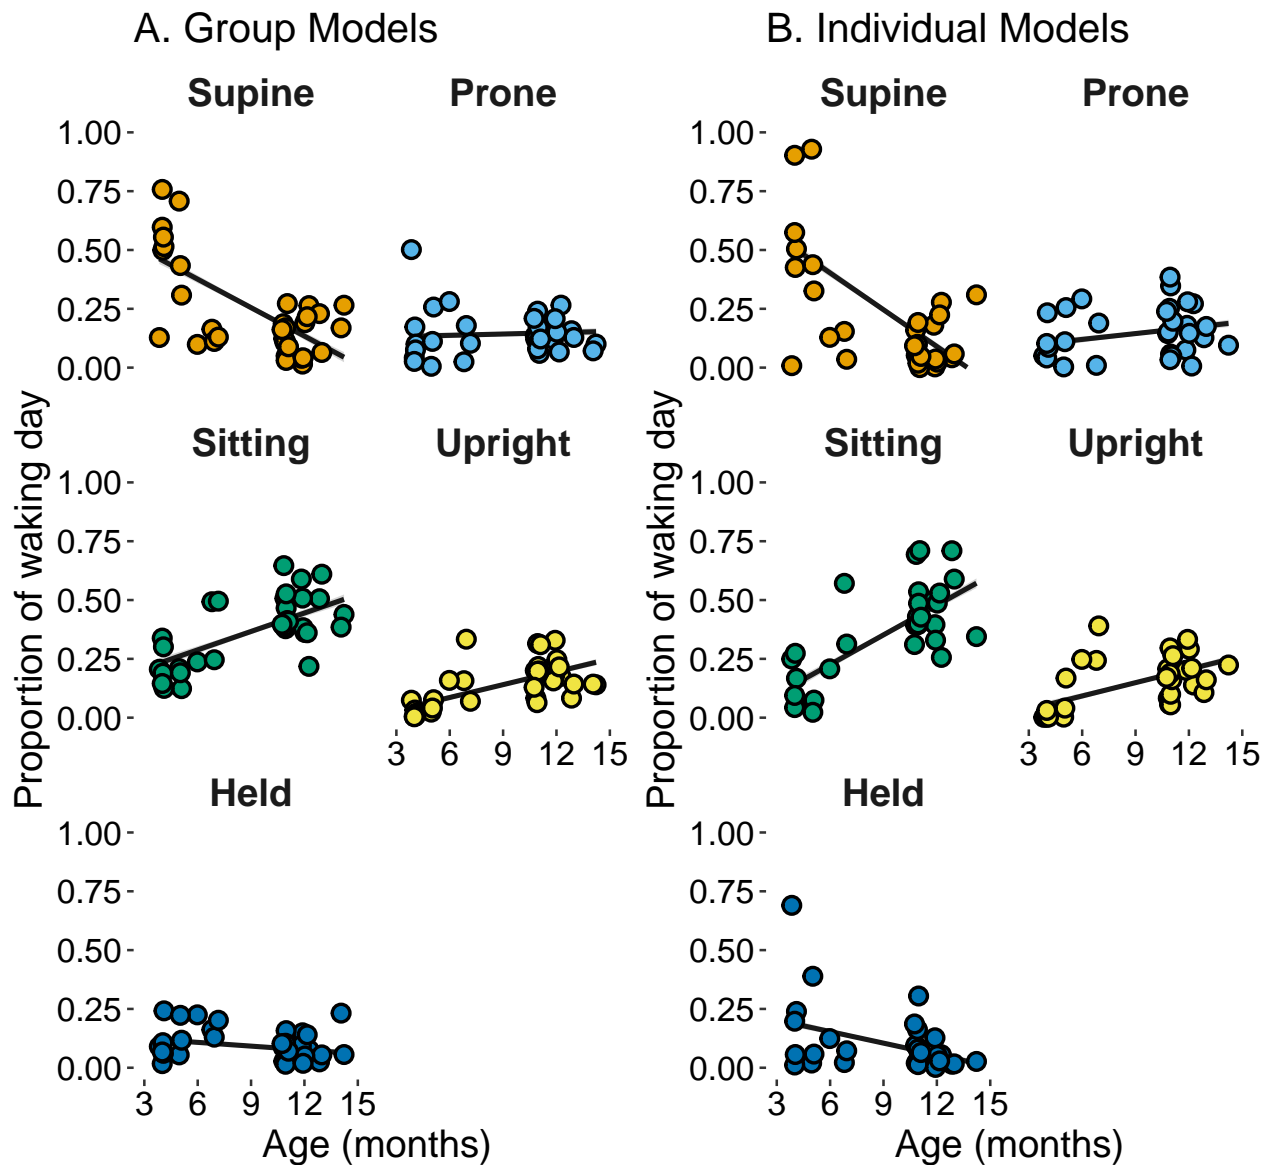 A. Group Models
B. Individual Models
Supine Prone
Supine Prone
1.00
0.75
0.50
0.25
0.00
1.00
0.75
0.50
0.25
0.00
Sitting Upright
Sitting Upright
1.00
0.75
0.50
0.25
0.00
1.00
0.75
0.50
0.25
0.00
3 6 9 12 15
3 6 9 12 15
Proportion of waking day
Proportion of waking day
Held
Held
1.00
0.75
0.50
0.25
0.00
1.00
0.75
0.50
0.25
0.00
3 6 9 12 15
3 6 9 12 15
Age (months)
Age (months)